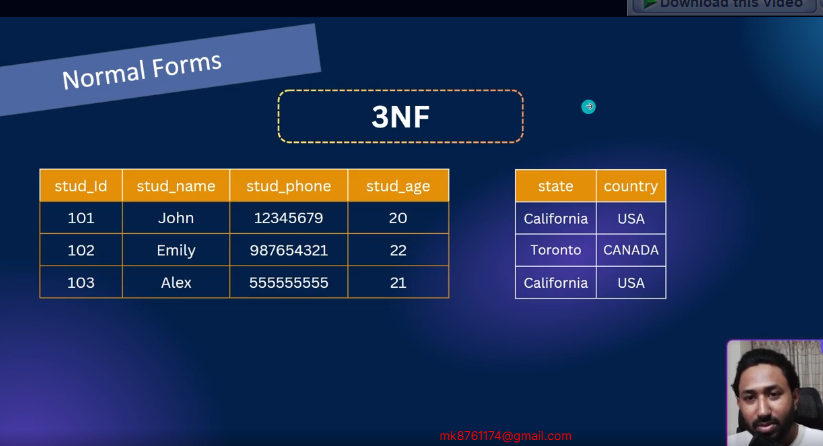 Download this video
Normal Forms
3NF
stud_Id stud_name stud_phone stud_age
101 John 12345679 20
102 Emily 987654321 22
103 Alex 555555555 21
state country
California USA
Toronto CANADA
California USA
mk8761174@gmail.com